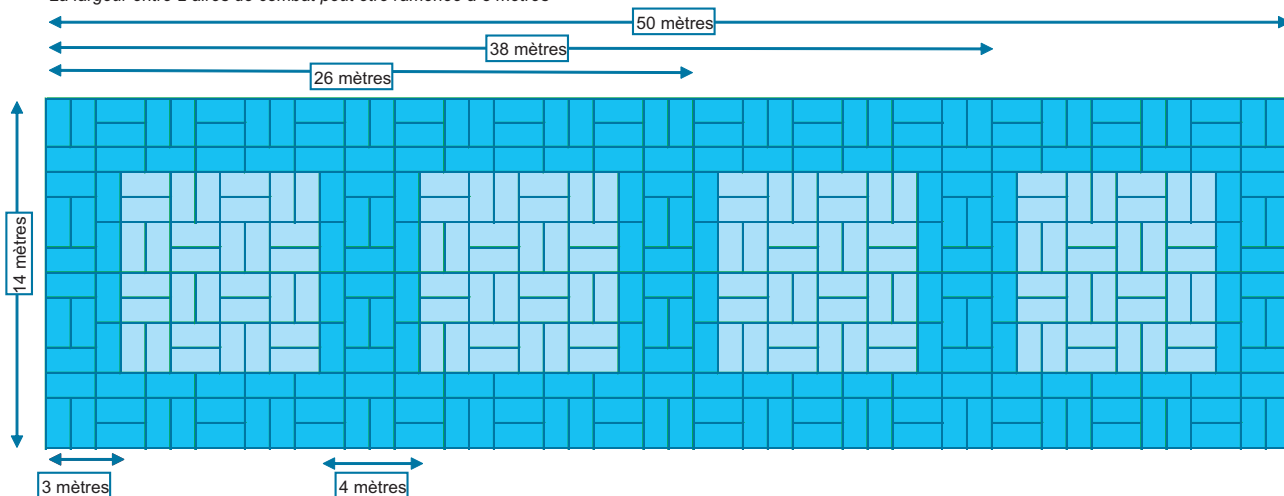 La largeur entre 2 aires de combat peut être ramenée à 3 mètres
50 mètres
38 mètres
26 mètres
14 mètres
3 mètres
4 mètres